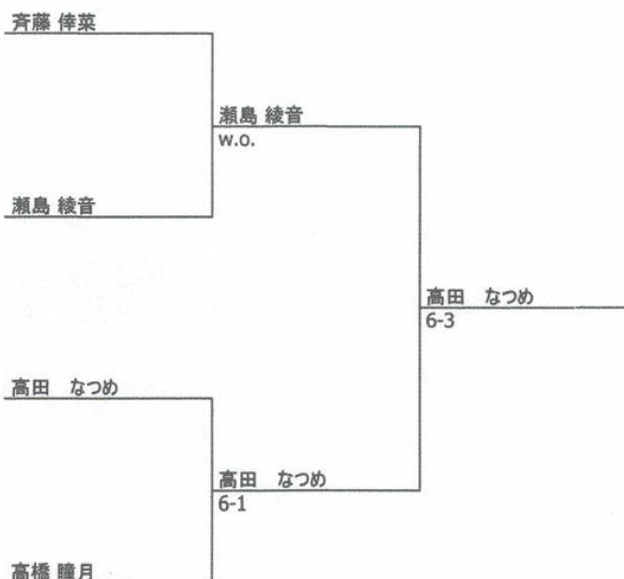 斉藤 倖菜
瀬島 綾音
w.o.
瀬島 綾音
高田　なつめ
6-3
高田　なつめ
高田　なつめ
6-1
高橋 瞳月